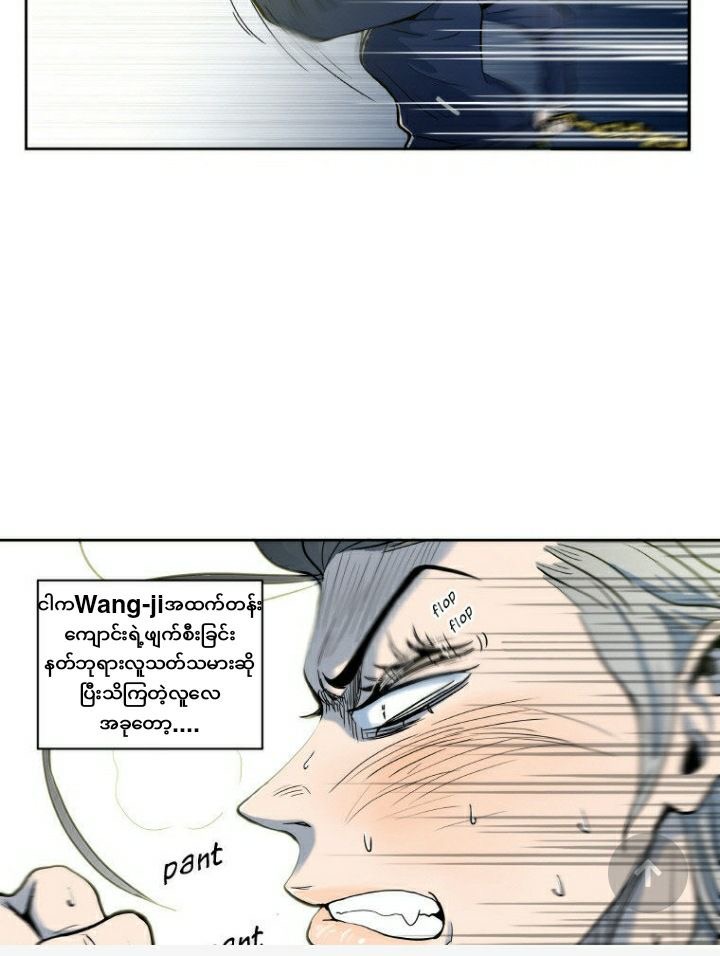 ငါကWang-jiအထက်တန်း
ကျောင်းရဲ့ဖျက်စီးခြင်း
နတ်ဘုရားလူသတ်သမားဆို
ပြီးသိကြတဲ့လူလေ
အခုတော့....
flop
flop
pant